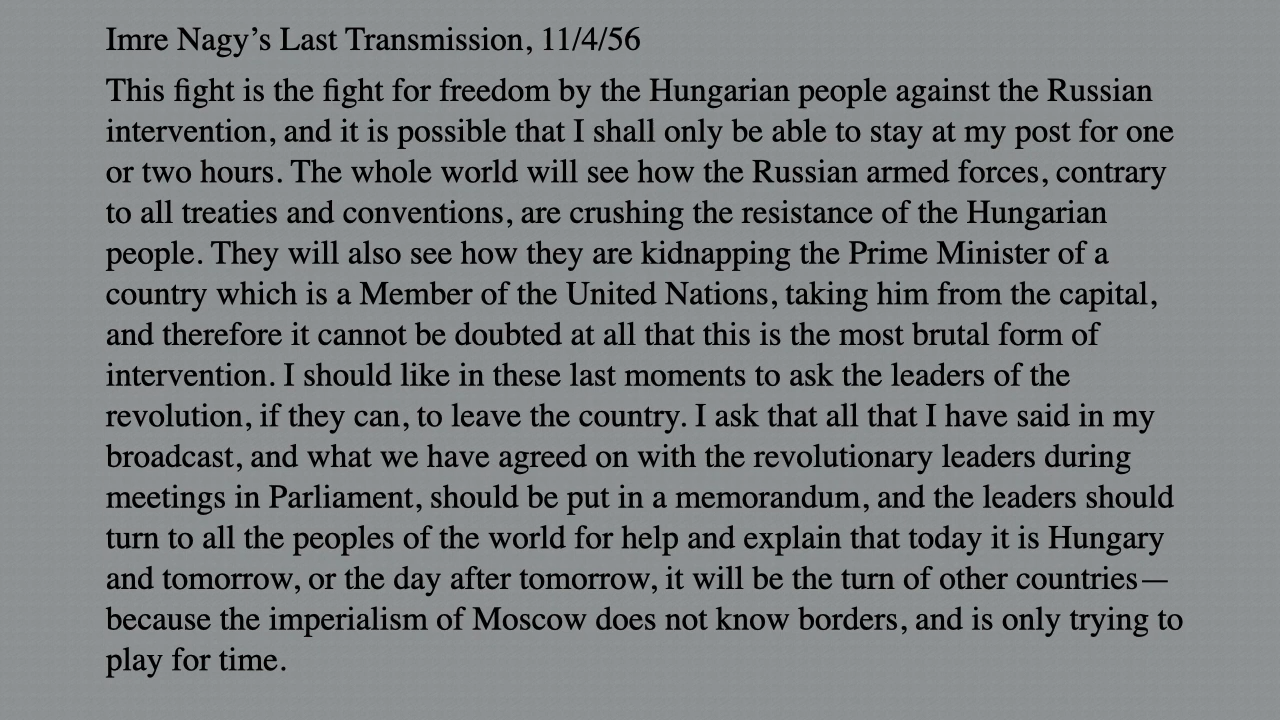 Imre Nagy’s Last Transmission, 11/4/56
This fight is the fight for freedom by the Hungarian people against the Russian
intervention, and it is possible that I shall only be able to stay at my post for one
or two hours. The whole world will see how the Russian armed forces, contrary
to all treaties and conventions, are crushing the resistance of the Hungarian
people. They will also see how they are kidnapping the Prime Minister of a
country which is a Member of the United Nations, taking him from the capital,
and therefore it cannot be doubted at all that this is the most brutal form of
intervention. I should like in these last moments to ask the leaders of the
revolution, if they can, to leave the country. I ask that all that I have said in my
broadcast, and what we have agreed on with the revolutionary leaders during
meetings in Parliament, should be put in a memorandum, and the leaders should
turn to all the peoples of the world for help and explain that today it is Hungary
and tomorrow, or the day after tomorrow, it will be the turn of other countries—
because the imperialism of Moscow does not know borders, and is only trying to
play for time.